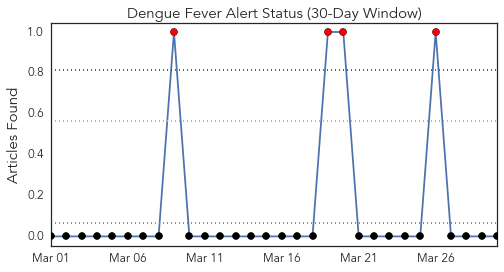 Dengue Fever Alert Status (30-Day Window)
Articles Found
1.0
0.8
0.6
0.4
0.2
0.0
Mar 01 Mar 06 Mar 11 Mar 16 Mar 21 Mar 26